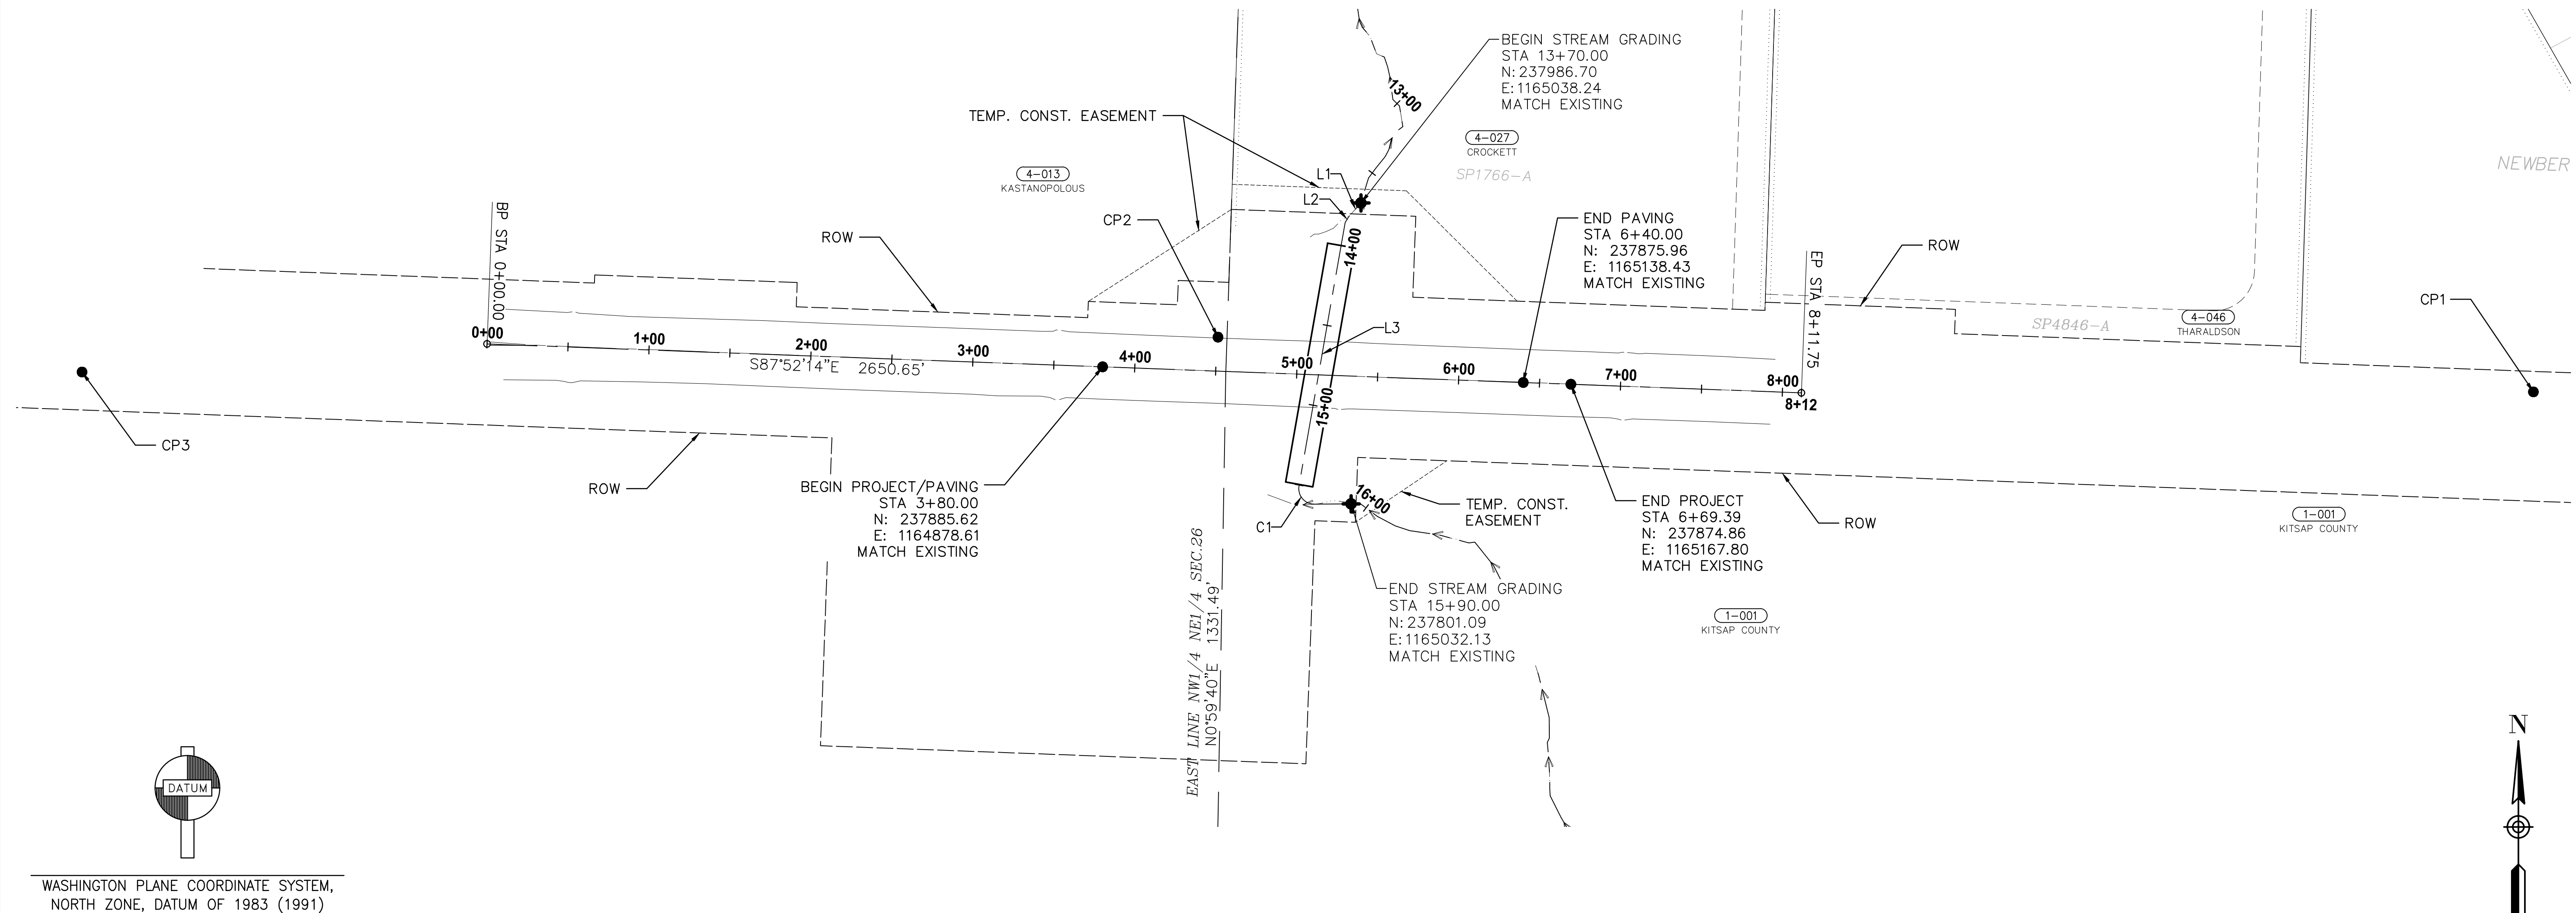 BEGIN STREAM GRADING
STA 13+70.00
N: 237986.70
E: 1165038.24
MATCH EXISTING
13+00
TEMP. CONST. EASEMENT
4-027
CROCKETT
SP1766-A
4-013
KASTANOPOLOUS
L1
L2
NEWBER
BP STA 0+00.00
CP2
ROW
END PAVING
STA 6+40.00
N: 237875.96
E: 1165138.43
MATCH EXISTING
14+00
ROW
EP STA 8+11.75
CP1
SP4846-A
4-046
THARALDSON
L3
0+00
1+00
2+00
3+00
4+00
5+00
6+00
7+00
8+00
8+12
S87°52'14"E 2650.65'
15+00
CP3
ROW
BEGIN PROJECT/PAVING
STA 3+80.00
N: 237885.62
E: 1164878.61
MATCH EXISTING
C1
16+00
TEMP. CONST.
EASEMENT
END PROJECT
STA 6+69.39
N: 237874.86
E: 1165167.80
MATCH EXISTING
ROW
1-001
KITSAP COUNTY
EAST LINE NW1/4 NE1/4 SEC.26
N0°59'40"E 1331.49'
END STREAM GRADING
STA 15+90.00
N: 237801.09
E: 1165032.13
MATCH EXISTING
1-001
KITSAP COUNTY
N
DATUM
WASHINGTON PLANE COORDINATE SYSTEM,
NORTH ZONE, DATUM OF 1983 (1991)